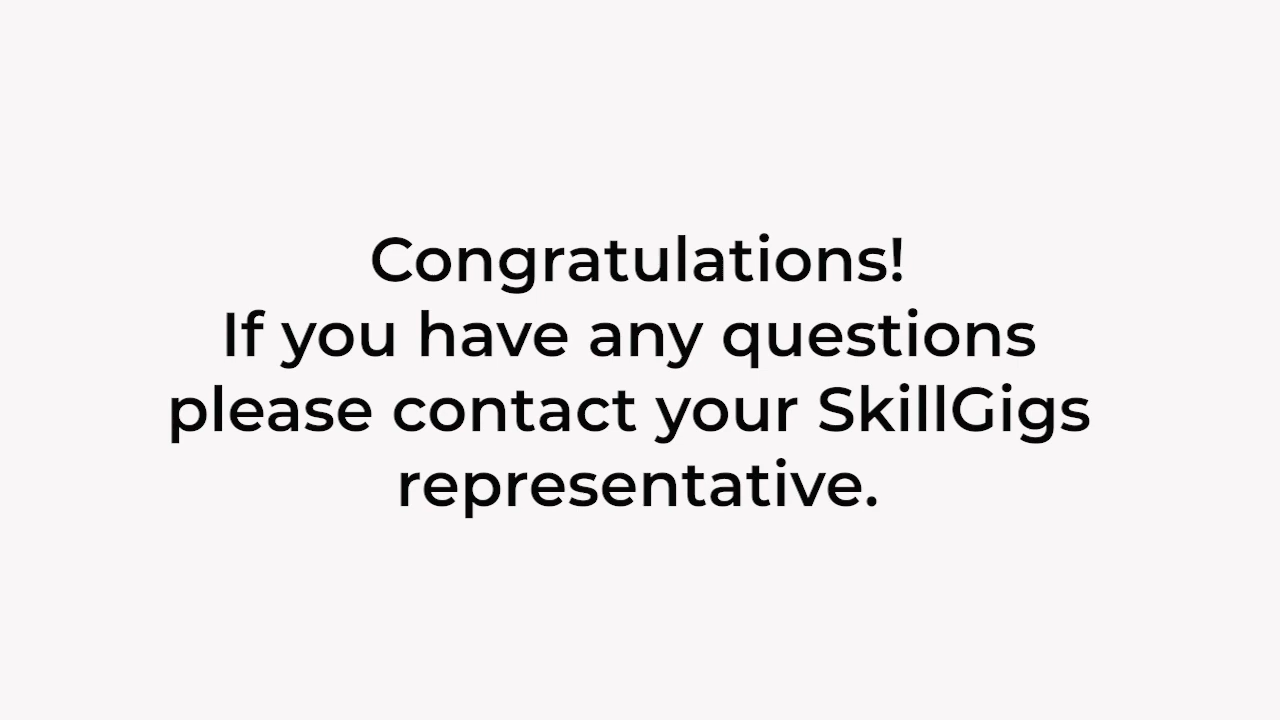 Congratulations!
If you have any questions
please contact your SkillGigs
representative.